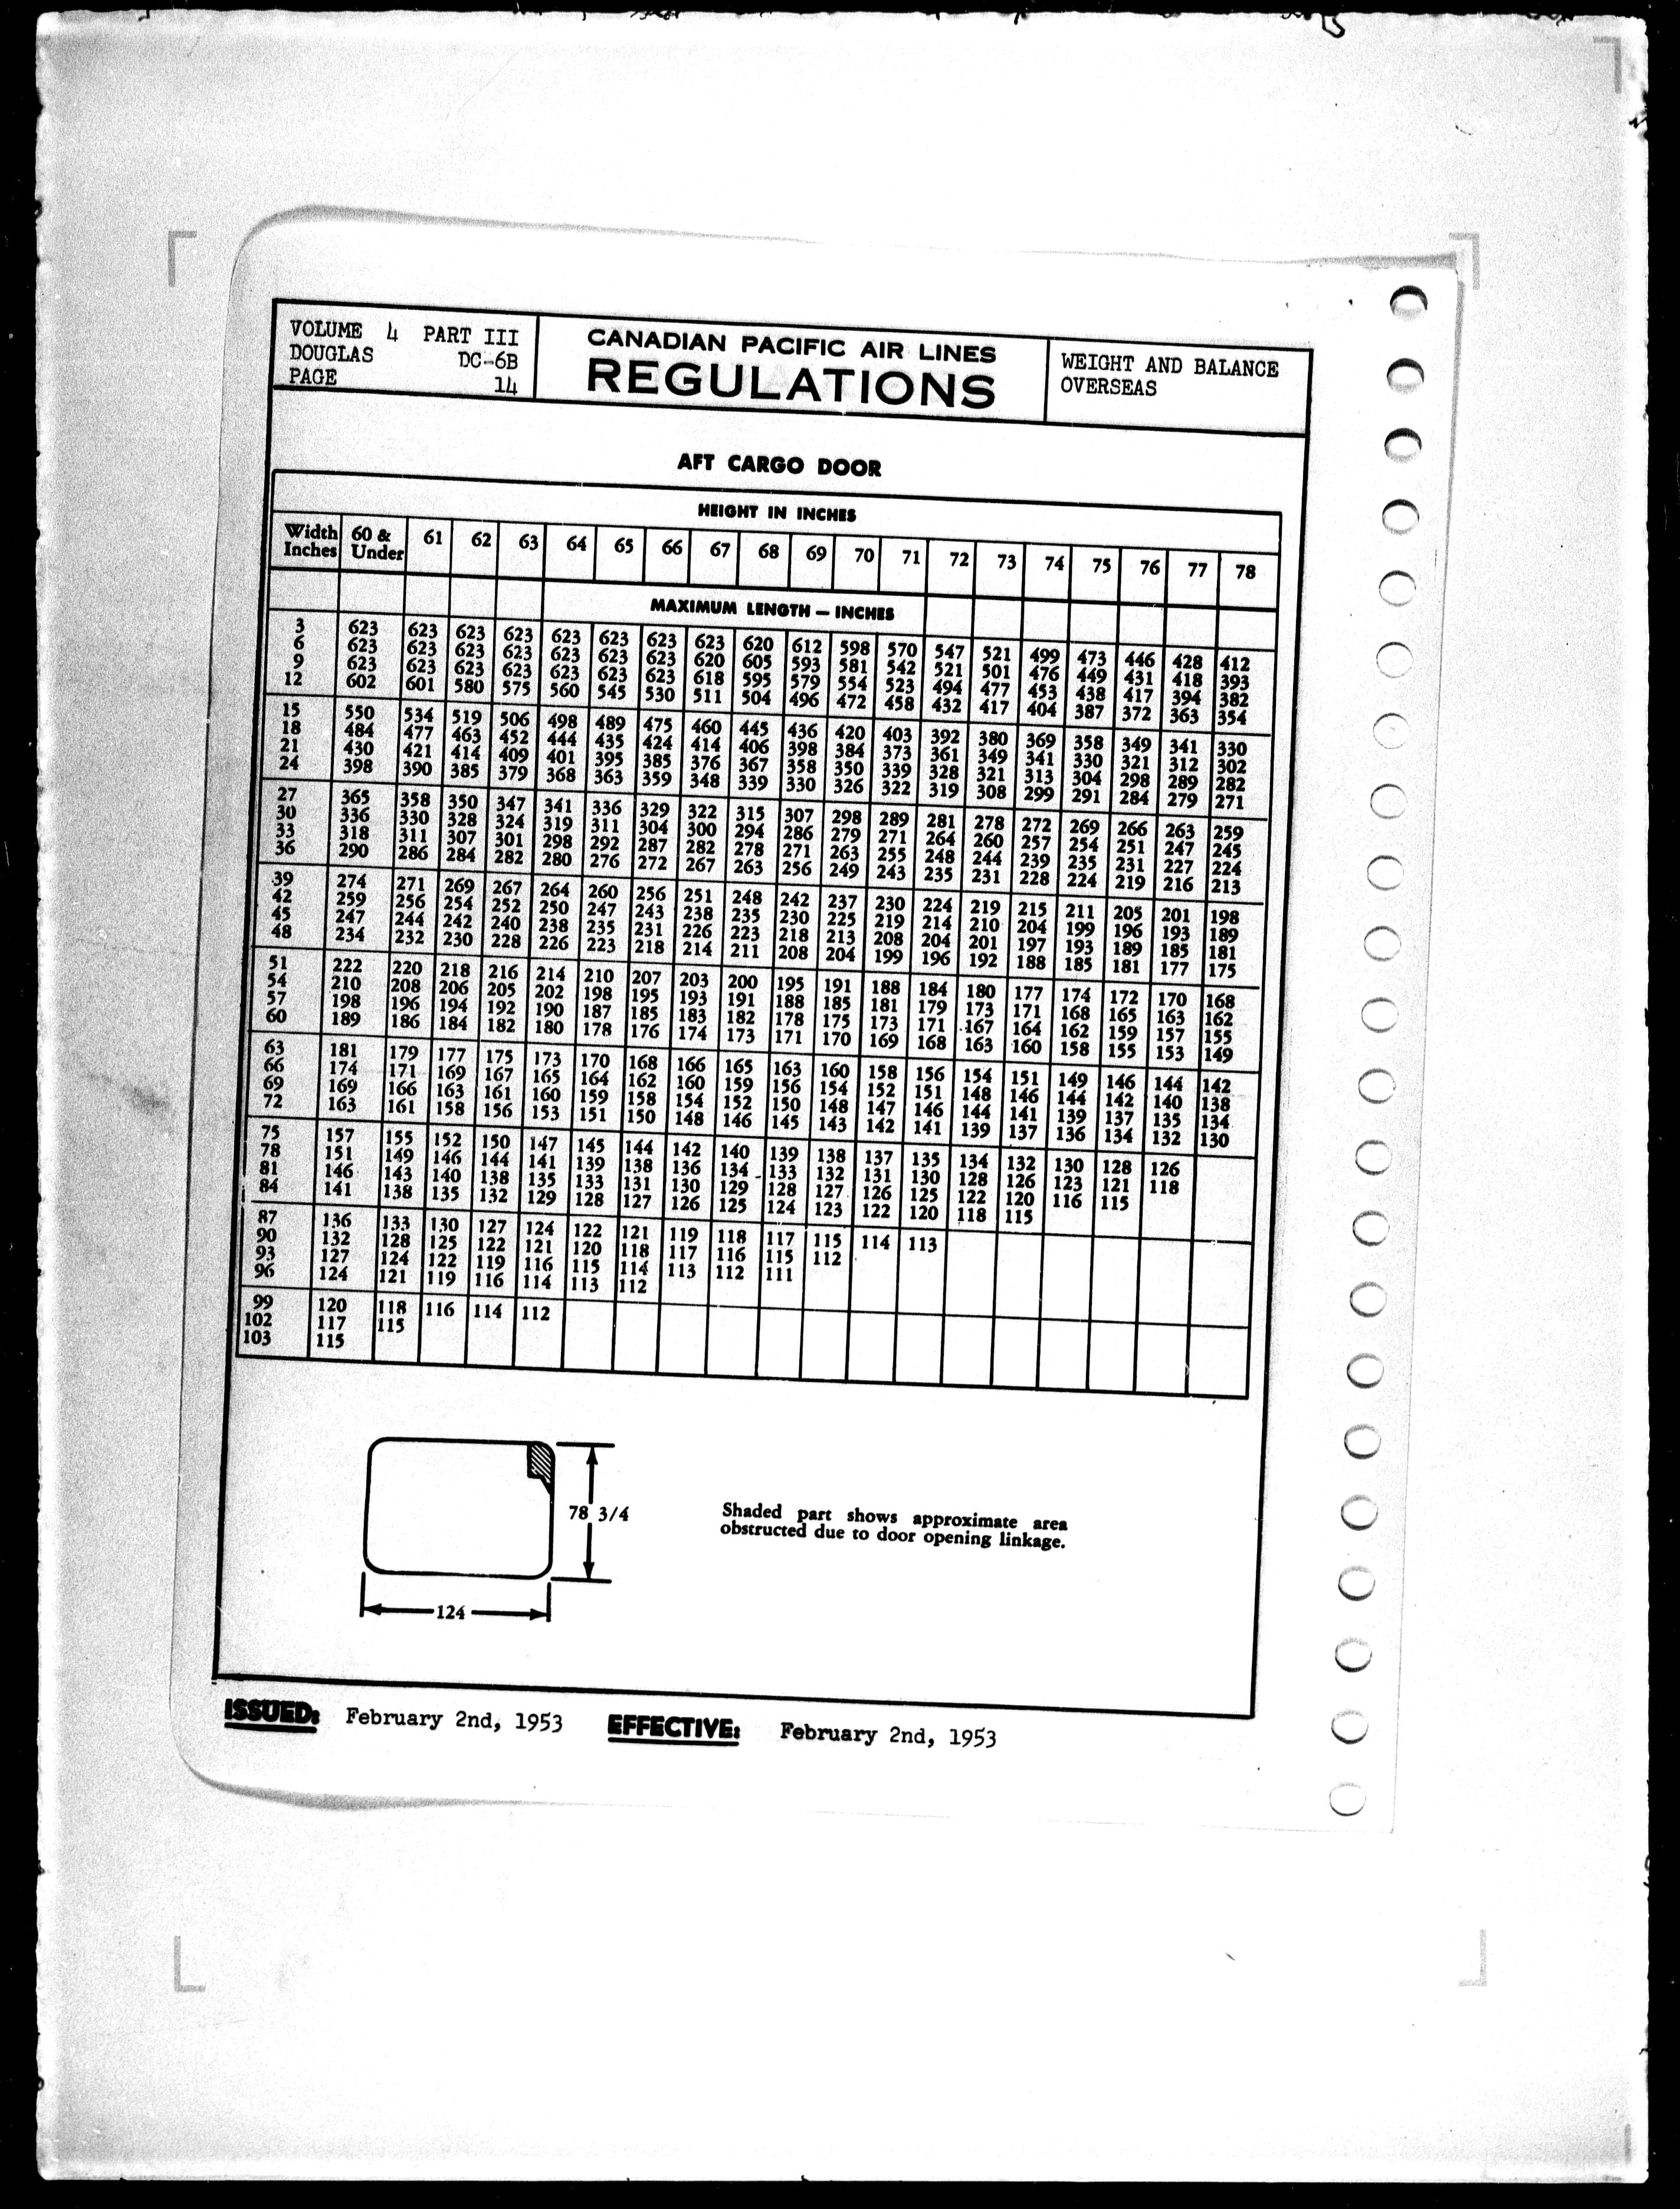 VOLUME 4 PART III
DOUGLAS DC-6B
PAGE 14
CANADIAN PACIFIC AIR LINES
REGULATIONS
WEIGHT AND BALANCE
OVERSEAS
AFT CARGO DOOR
HEIGHT IN INCHES
Width Inches 60 & Under 61 62 63 64 65 66 67 68 69 70 71 72 73 74 75 76 77 78
MAXIMUM LENGTH — INCHES
3 623 623 623 623 623 623 623 623 620 612 598 570 547 521 499 473 446 428 412
6 623 623 623 623 623 623 623 620 605 593 581 542 521 501 476 449 431 418 393
9 623 623 623 623 623 623 623 618 595 579 554 523 494 477 453 438 417 394 382
12 602 601 580 575 560 545 530 511 504 496 472 458 432 417 404 387 372 363 354
15 550 534 519 506 498 489 475 460 445 436 420 403 392 380 369 358 349 341 330
18 484 477 463 452 444 435 424 414 406 398 384 373 361 349 341 330 321 312 302
21 430 421 414 409 401 395 385 376 367 358 350 339 328 321 313 304 298 289 282
24 398 390 385 379 368 363 359 348 339 330 326 322 319 308 299 291 284 279 271
27 365 358 350 347 341 336 329 322 315 307 298 289 281 278 272 269 266 263 259
30 336 330 328 324 319 311 304 300 294 286 279 271 264 260 257 254 251 247 245
33 318 311 307 301 298 292 287 282 278 271 263 255 248 244 239 235 231 227 224
36 290 286 284 282 280 276 272 267 263 256 249 243 235 231 228 224 219 216 213
39 274 271 269 267 264 260 256 251 248 242 237 230 224 219 215 211 205 201 198
42 259 256 254 252 250 247 243 238 235 230 225 219 214 210 204 199 196 193 189
45 247 244 242 240 238 235 231 226 223 218 213 208 204 201 197 193 189 185 181
48 234 232 230 228 226 223 218 214 211 208 204 199 196 192 188 185 181 177 175
51 222 220 218 216 214 210 207 203 200 195 191 188 184 180 177 174 172 170 168
54 210 208 206 205 202 198 195 193 191 188 185 181 179 173 171 168 165 163 162
57 198 196 194 192 190 187 185 183 182 178 175 173 171 167 164 162 159 157 155
60 189 186 184 182 180 178 176 174 173 171 170 169 168 163 160 158 155 153 149
63 181 179 177 175 173 170 168 166 165 163 160 158 156 154 151 149 146 144 142
66 174 171 169 167 165 164 162 160 159 156 154 152 151 148 146 144 142 140 138
69 169 166 163 161 160 159 158 154 152 150 148 147 146 144 141 139 137 135 134
72 163 161 158 156 153 151 150 148 146 145 143 142 141 139 137 136 134 132 130
75 157 155 152 150 147 145 144 142 140 139 138 137 135 134 132 130 128 126
78 151 149 146 144 141 139 138 136 134 133 132 131 130 128 126 123 121 118
81 146 143 140 138 135 133 131 130 129 128 127 126 125 122 120 116 115
84 141 138 135 132 129 128 127 126 125 124 123 122 120 118 115
87 136 133 130 127 124 122 121 119 118 117 115 114 113
90 132 128 125 122 121 120 118 117 116 115 112
93 127 124 122 119 116 115 114 113 112 111
96 124 121 119 116 114 113 112
99 120 118 116 114 112
102 117 115
103 115
78 3/4
124
Shaded part shows approximate area
obstructed due to door opening linkage.
ISSUED: February 2nd, 1953 EFFECTIVE: February 2nd, 1953